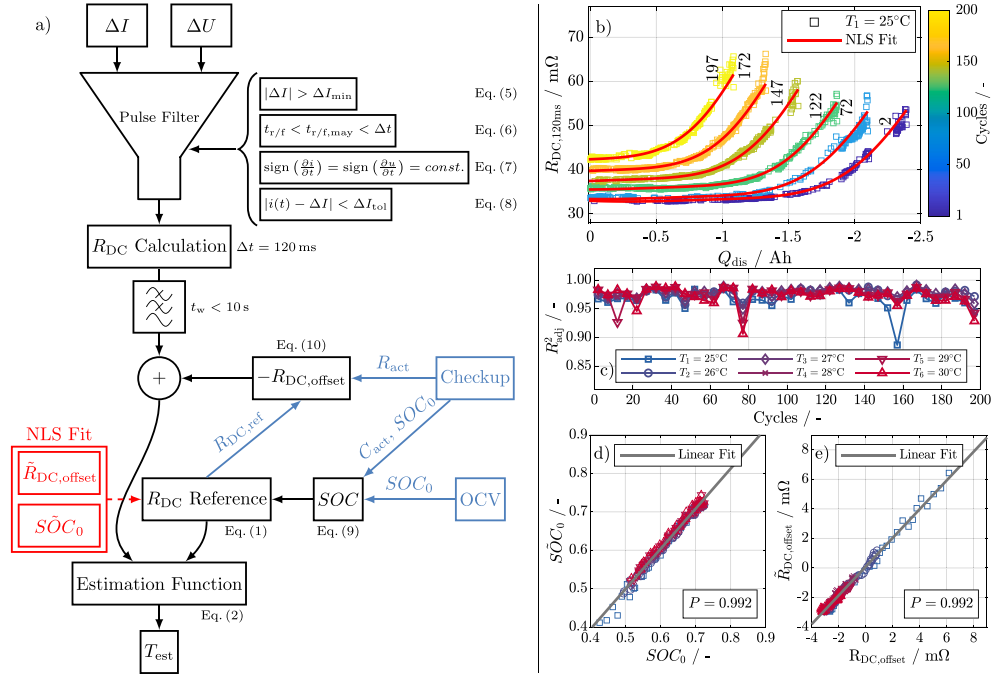 a)
ΔI
ΔU
Pulse Filter
|ΔI| > ΔI_min
Eq. (5)
t_r/f < t_r/f,may < Δt
Eq. (6)
sign (∂i/∂t) = sign (∂u/∂t) = const.
Eq. (7)
|i(t) − ΔI| < ΔI_tol
Eq. (8)
R_DC Calculation
Δt = 120 ms
t_w < 10 s
Eq. (10)
+
−R_DC,offset
R_act
Checkup
R_DC,ref
C_act, SOC_0
NLS Fit
R̃_DC,offset
SÕC_0
R_DC Reference
SOC
SOC_0
OCV
Eq. (1)
Eq. (9)
Estimation Function
Eq. (2)
T_est
b)
T_1 = 25°C
NLS Fit
70
60
50
40
30
R_DC,120ms / mΩ
197
172
147
122
72
2
0
-0.5
-1
-1.5
-2
-2.5
Q_dis / Ah
200
150
100
50
1
Cycles / -
1.00
0.95
0.90
0.85
R²_adj / -
c)
T_1 = 25°C
T_3 = 27°C
T_5 = 29°C
T_2 = 26°C
T_4 = 28°C
T_6 = 30°C
0
20
40
60
80
100
120
140
160
180
200
Cycles / -
d)
Linear Fit
0.9
0.8
0.7
0.6
0.5
0.4
SÕC_0 / -
P = 0.992
0.4
0.5
0.6
0.7
0.8
0.9
SOC_0 / -
e)
Linear Fit
8
6
4
2
0
-2
-4
R̃_DC,offset / mΩ
P = 0.992
-4
-2
0
2
4
6
8
R_DC,offset / mΩ